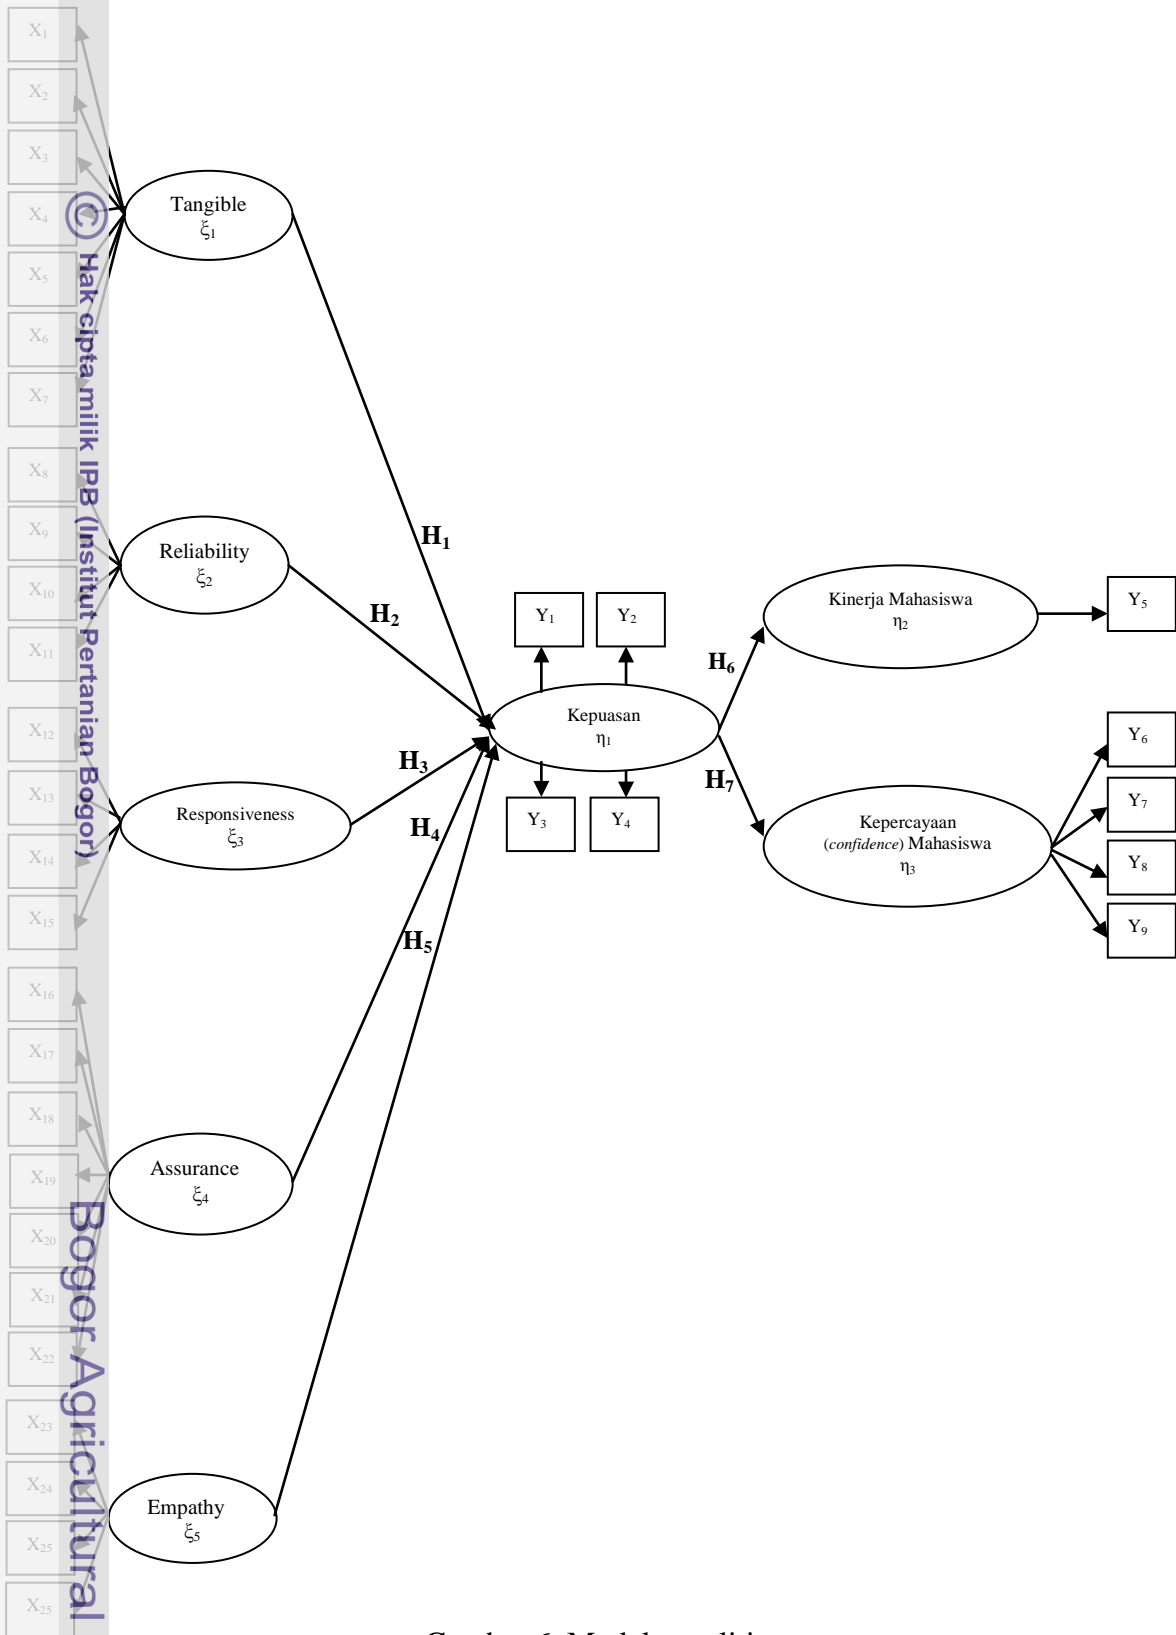 X1
X2
X3
X4
X5
X6
X7
X8
X9
X10
X11
X12
X13
X14
X15
X16
X17
X18
X19
X20
X21
X22
X23
X24
X25
X25
© Hak cipta milik IPB (Institut Pertanian Bogor)
Bogor Agricultural
Tangible
ξ1
Reliability
ξ2
Responsiveness
ξ3
Assurance
ξ4
Empathy
ξ5
H1
H2
H3
H4
H5
Y1
Y2
Kepuasan
η1
Y3
Y4
H6
H7
Kinerja Mahasiswa
η2
Kepercayaan
(confidence) Mahasiswa
η3
Y5
Y6
Y7
Y8
Y9